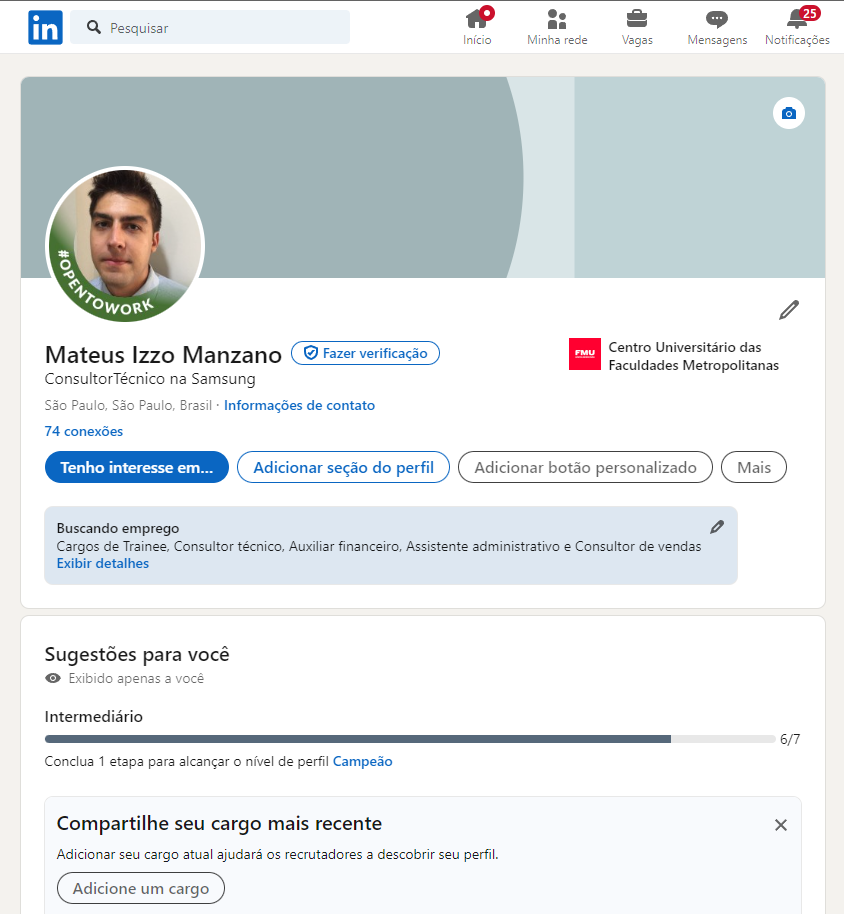 in
Pesquisar
Início
Minha rede
Vagas
Mensagens
25
Notificações
#OPENTOWORK
Mateus Izzo Manzano
Fazer verificação
ConsultorTécnico na Samsung
São Paulo, São Paulo, Brasil · Informações de contato
74 conexões
FMU
Centro Universitário das
Faculdades Metropolitanas
Tenho interesse em...
Adicionar seção do perfil
Adicionar botão personalizado
Mais
Buscando emprego
Cargos de Trainee, Consultor técnico, Auxiliar financeiro, Assistente administrativo e Consultor de vendas
Exibir detalhes
Sugestões para você
Exibido apenas a você
Intermediário
6/7
Conclua 1 etapa para alcançar o nível de perfil Campeão
Compartilhe seu cargo mais recente
Adicionar seu cargo atual ajudará os recrutadores a descobrir seu perfil.
Adicione um cargo